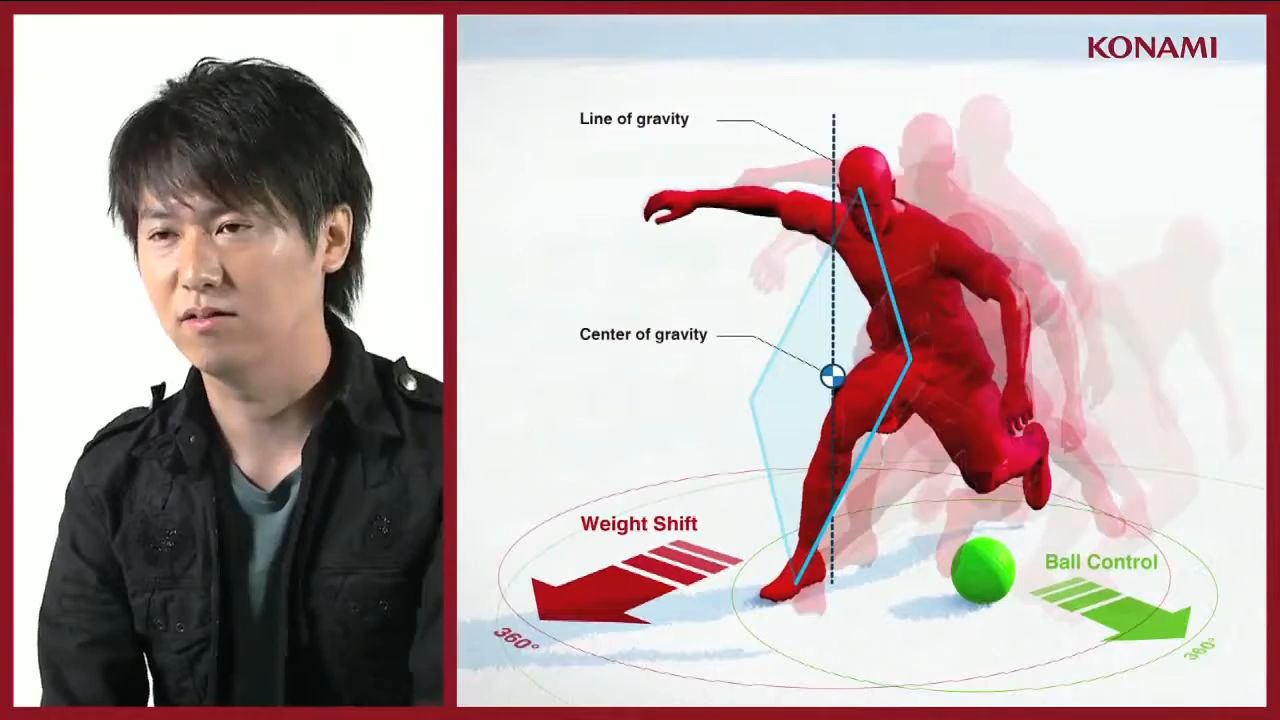 KONAMI
Line of gravity
Center of gravity
Weight Shift
Ball Control
360°
360°